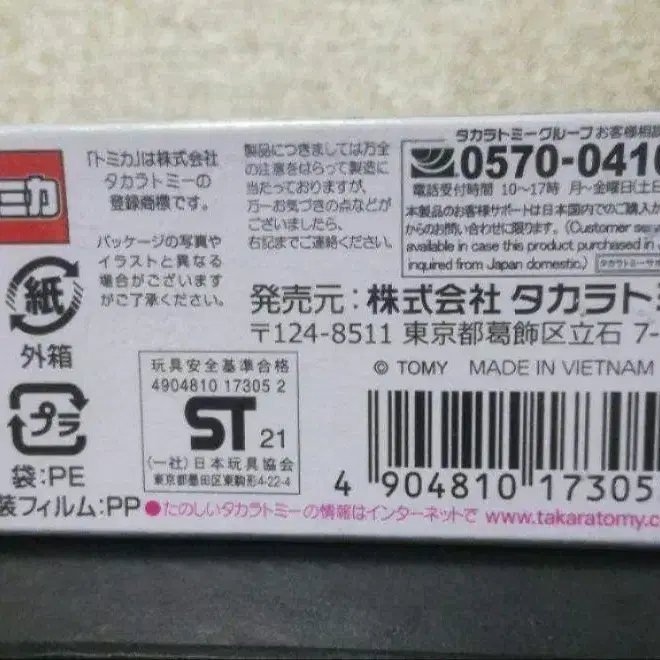 ミカ
「トミカ」は株式会社
タカラトミーの
登録商標です。
パッケージの写真や
イラストと異なる
場合がございます
がご了承ください。
製品につきましては万全
の注意をはらって製造に
当たっておりますが、
万一お気づきの点などが
ございましたら、
右記までご連絡ください。
タカラトミーグループお客様相談
0570-0410
電話受付時間 10〜17時 月〜金曜日(土日
本製品のお客様サポートは日本国内でのご購入か
からのお問い合わせに限ります。(Customer se
available in case this product purchased in
inquired from Japan domestic.) タカラトミーサポ
紙
外箱
プラ
袋:PE
装フィルム:PP
発売元:株式会社 タカラト
〒124-8511 東京都葛飾区立石 7-
© TOMY MADE IN VIETNAM
玩具安全基準合格
4904810 17305 2
ST 21
(一社)日本玩具協会
東京都墨田区東駒形4-22-4
4 904810 17305
●たのしいタカラトミーの情報はインターネットで www.takaratomy.c